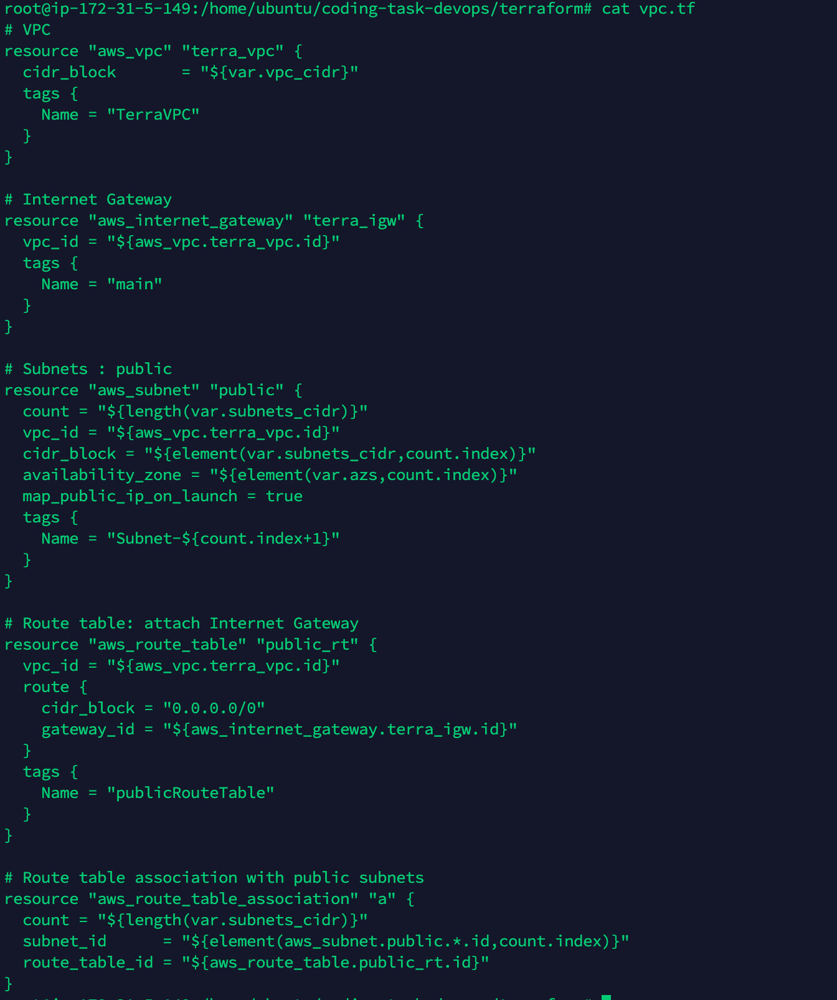 root@ip-172-31-5-149:/home/ubuntu/coding-task-devops/terraform# cat vpc.tf
# VPC
resource "aws_vpc" "terra_vpc" {
  cidr_block       = "${var.vpc_cidr}"
  tags {
    Name = "TerraVPC"
  }
}

# Internet Gateway
resource "aws_internet_gateway" "terra_igw" {
  vpc_id = "${aws_vpc.terra_vpc.id}"
  tags {
    Name = "main"
  }
}

# Subnets : public
resource "aws_subnet" "public" {
  count = "${length(var.subnets_cidr)}"
  vpc_id = "${aws_vpc.terra_vpc.id}"
  cidr_block = "${element(var.subnets_cidr,count.index)}"
  availability_zone = "${element(var.azs,count.index)}"
  map_public_ip_on_launch = true
  tags {
    Name = "Subnet-${count.index+1}"
  }
}

# Route table: attach Internet Gateway
resource "aws_route_table" "public_rt" {
  vpc_id = "${aws_vpc.terra_vpc.id}"
  route {
    cidr_block = "0.0.0.0/0"
    gateway_id = "${aws_internet_gateway.terra_igw.id}"
  }
  tags {
    Name = "publicRouteTable"
  }
}

# Route table association with public subnets
resource "aws_route_table_association" "a" {
  count = "${length(var.subnets_cidr)}"
  subnet_id      = "${element(aws_subnet.public.*.id,count.index)}"
  route_table_id = "${aws_route_table.public_rt.id}"
}